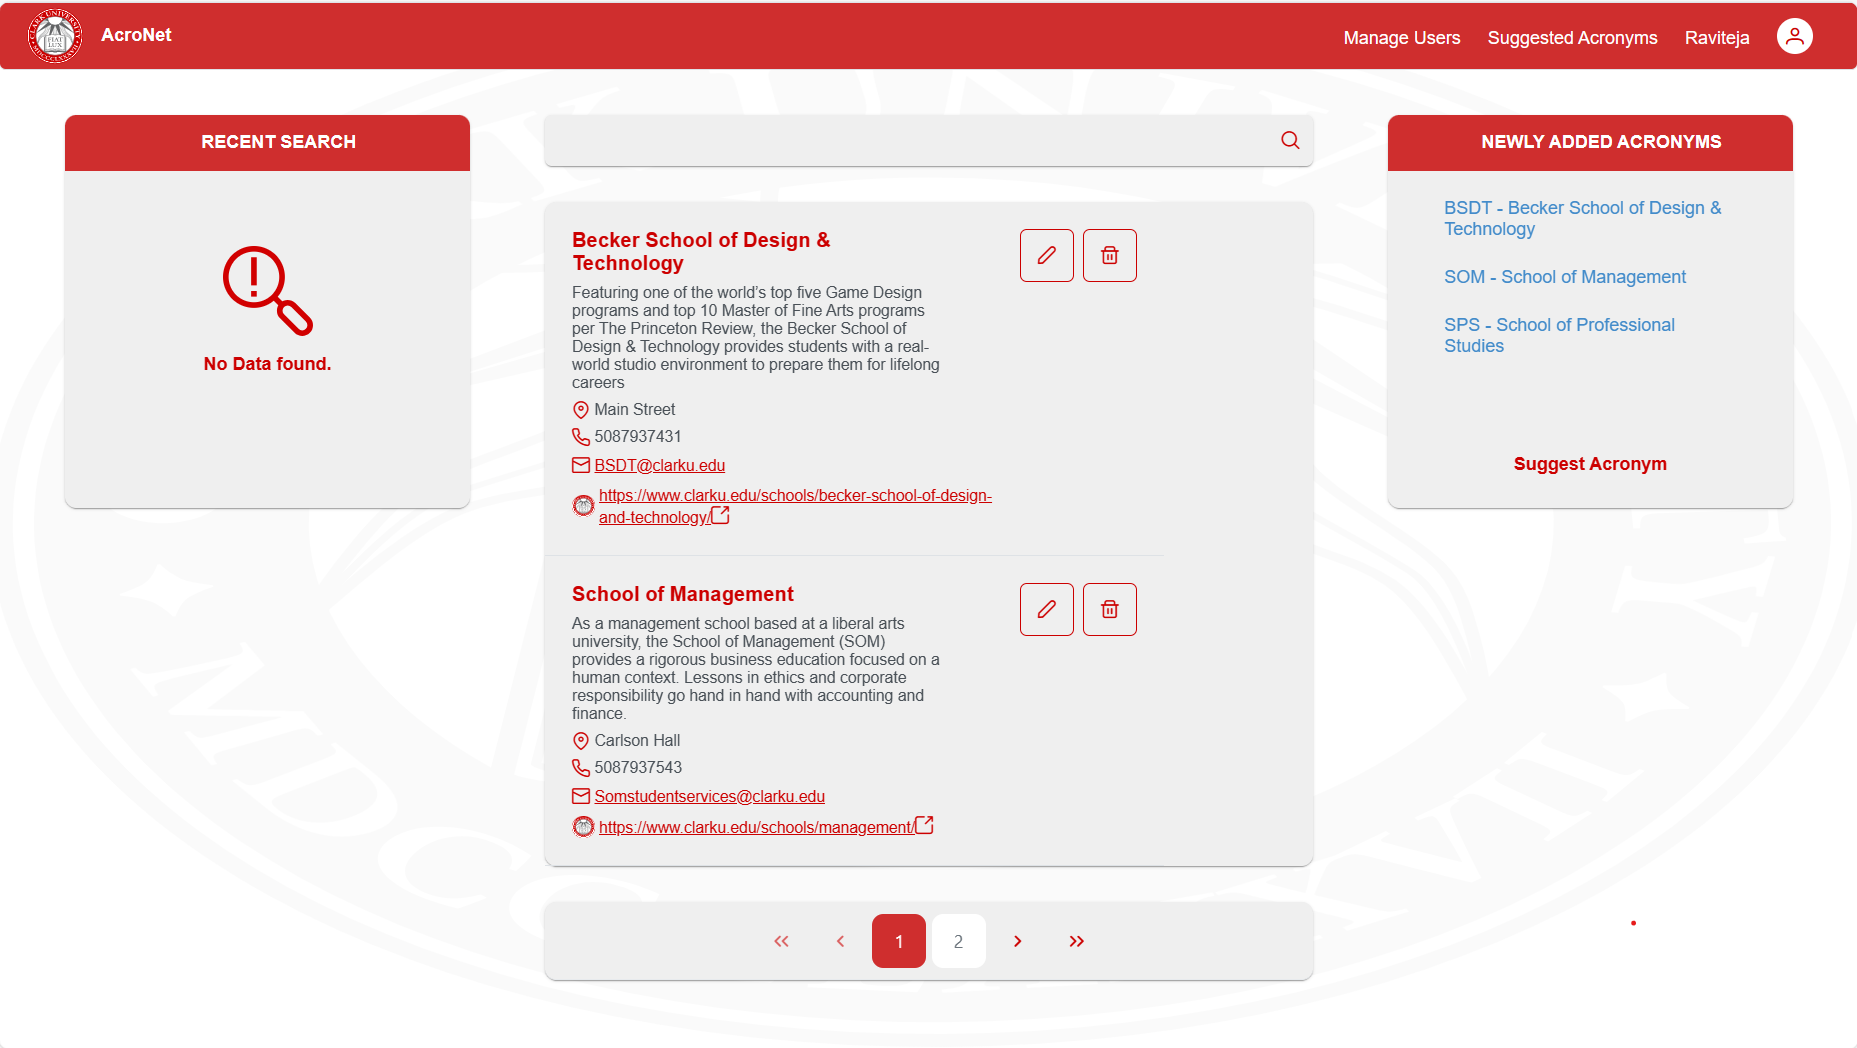 AcroNet
Manage Users
Suggested Acronyms
Raviteja
RECENT SEARCH
No Data found.
Becker School of Design &
Technology
Featuring one of the world's top five Game Design
programs and top 10 Master of Fine Arts programs
per The Princeton Review, the Becker School of
Design & Technology provides students with a real-
world studio environment to prepare them for lifelong
careers
Main Street
5087937431
BSDT@clarku.edu
https://www.clarku.edu/schools/becker-school-of-design-
and-technology/
School of Management
As a management school based at a liberal arts
university, the School of Management (SOM)
provides a rigorous business education focused on a
human context. Lessons in ethics and corporate
responsibility go hand in hand with accounting and
finance.
Carlson Hall
5087937543
Somstudentservices@clarku.edu
https://www.clarku.edu/schools/management/
1
2
NEWLY ADDED ACRONYMS
BSDT - Becker School of Design &
Technology
SOM - School of Management
SPS - School of Professional
Studies
Suggest Acronym
CLARK UNIVERSITY
FIAT
LUX